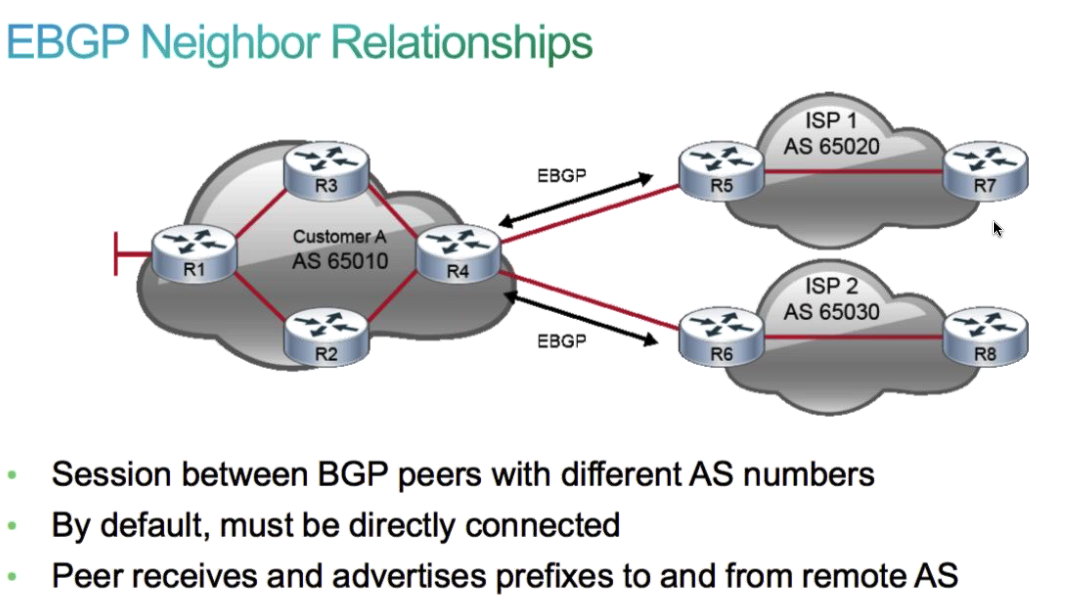 EBGP Neighbor Relationships
ISP 1
AS 65020
EBGP
R3
R5
R7
Customer A
AS 65010
R1
R4
ISP 2
AS 65030
EBGP
R2
R6
R8
• Session between BGP peers with different AS numbers
• By default, must be directly connected
• Peer receives and advertises prefixes to and from remote AS